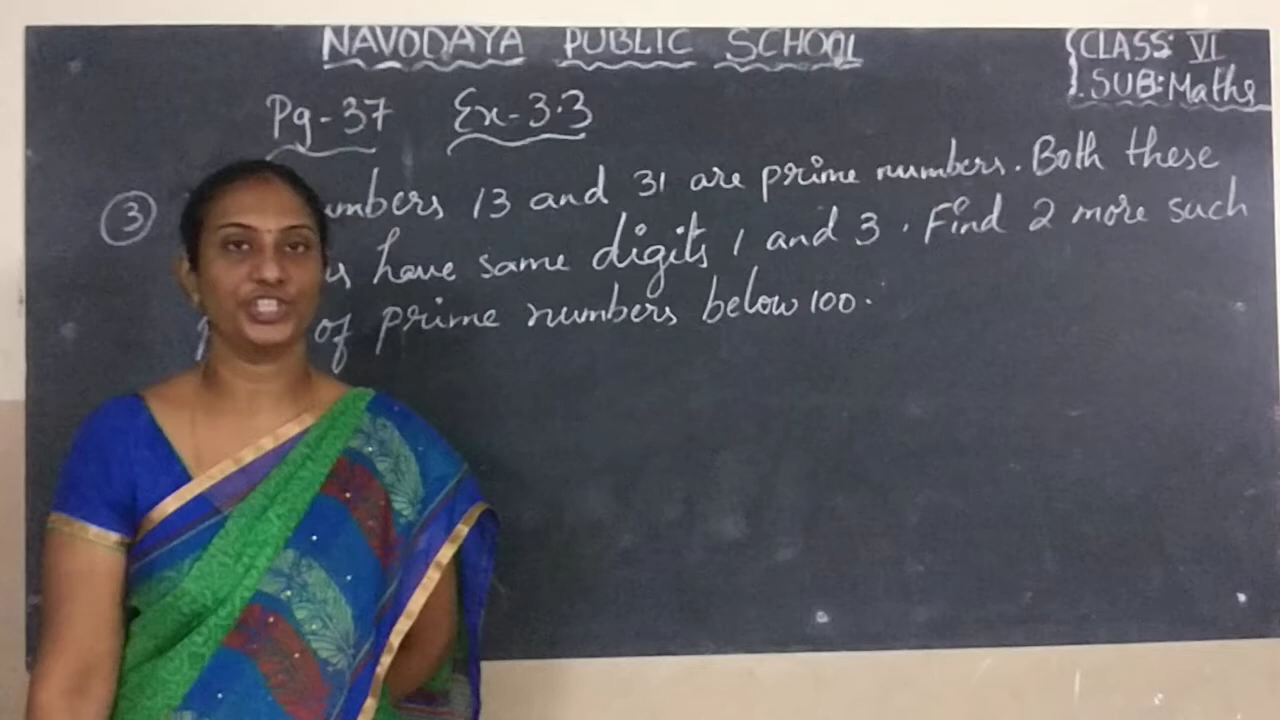 NAVODAYA PUBLIC SCHOOL
CLASS: VI
SUB: Maths
Pg-37 Ex-3.3
③ umbers 13 and 31 are prime numbers. Both these
have same digits 1 and 3. Find 2 more such
of prime numbers below 100.